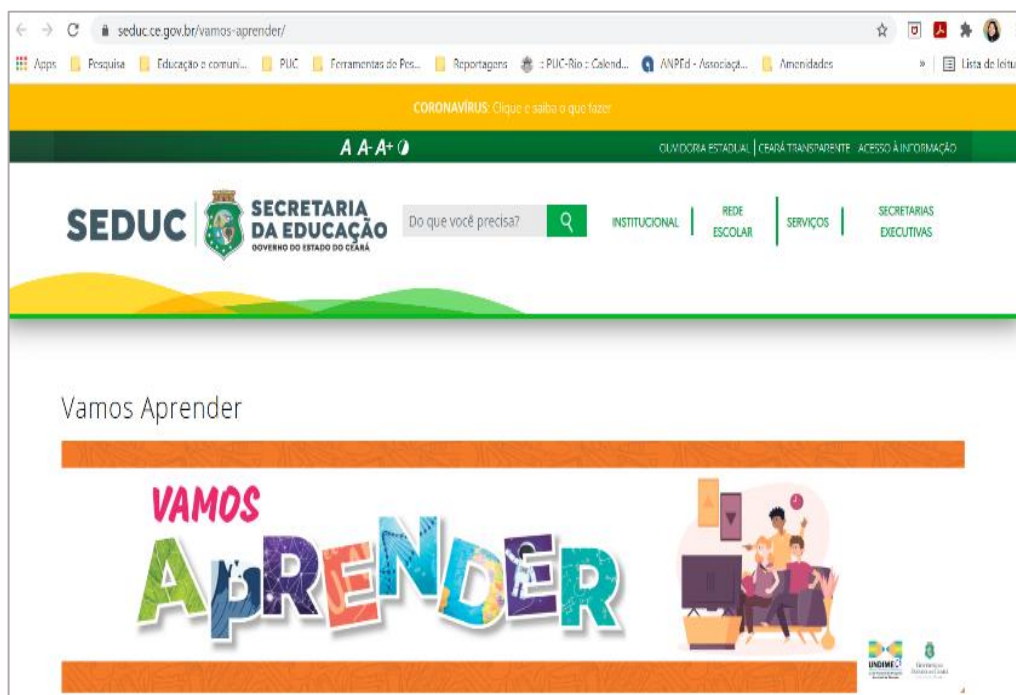 seduc.ce.gov.br/vamos-aprender/
Apps Pesquisa Educação e comuni... PUC Ferramentas de Pes... Reportagens :: PUC-Rio :: Calend... ANPEd - Associaçã... Amenidades » Lista de leitu
CORONAVÍRUS: Clique e saiba o que fazer
A A- A+ OUVIDORIA ESTADUAL | CEARÁ TRANSPARENTE ACESSO À INFORMAÇÃO
SEDUC
SECRETARIA
DA EDUCAÇÃO
GOVERNO DO ESTADO DO CEARÁ
Do que você precisa?
INSTITUCIONAL
REDE
ESCOLAR
SERVIÇOS
SECRETARIAS
EXECUTIVAS
Vamos Aprender
VAMOS
APRENDER
UNDIME